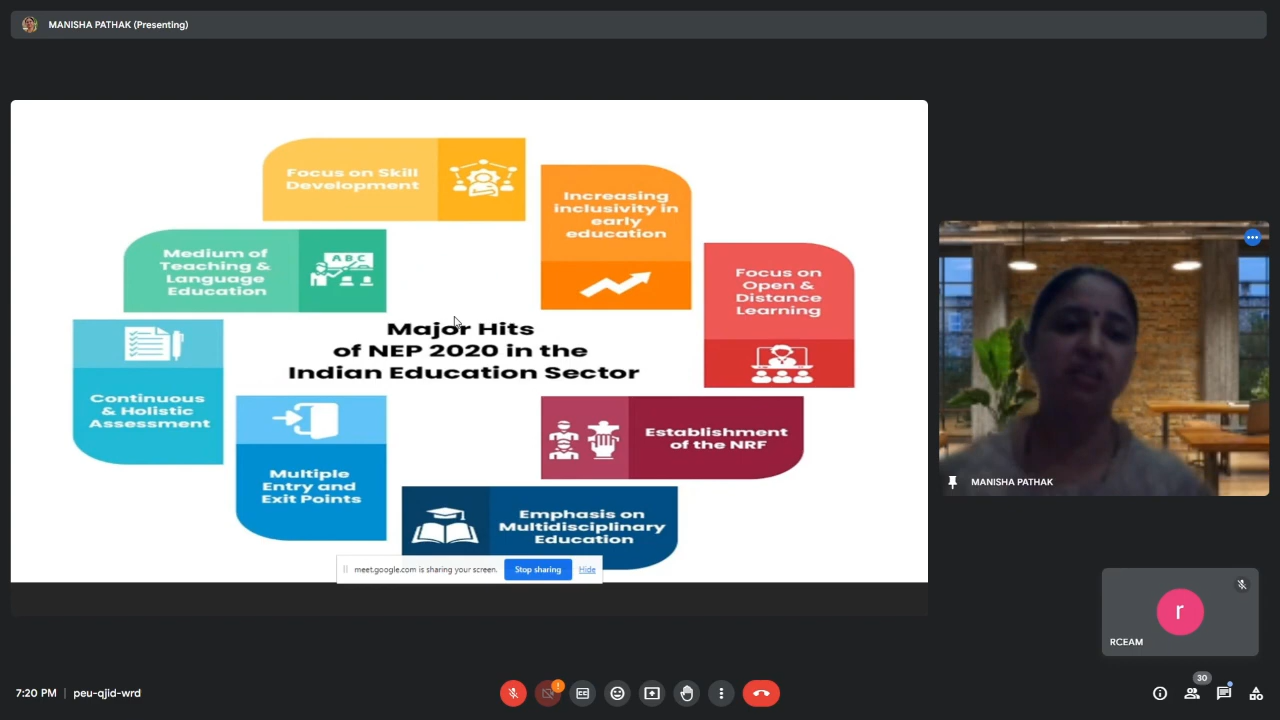 MANISHA PATHAK (Presenting)
Focus on Skill
Development
Increasing
inclusivity in
early
education
Medium of
Teaching &
Language
Education
ABC
Focus on
Open &
Distance
Learning
Major Hits
of NEP 2020 in the
Indian Education Sector
Continuous
& Holistic
Assessment
Establishment
of the NRF
Multiple
Entry and
Exit Points
Emphasis on
Multidisciplinary
Education
meet.google.com is sharing your screen.
Stop sharing
Hide
MANISHA PATHAK
r
RCEAM
7:20 PM | peu-qjid-wrd
30